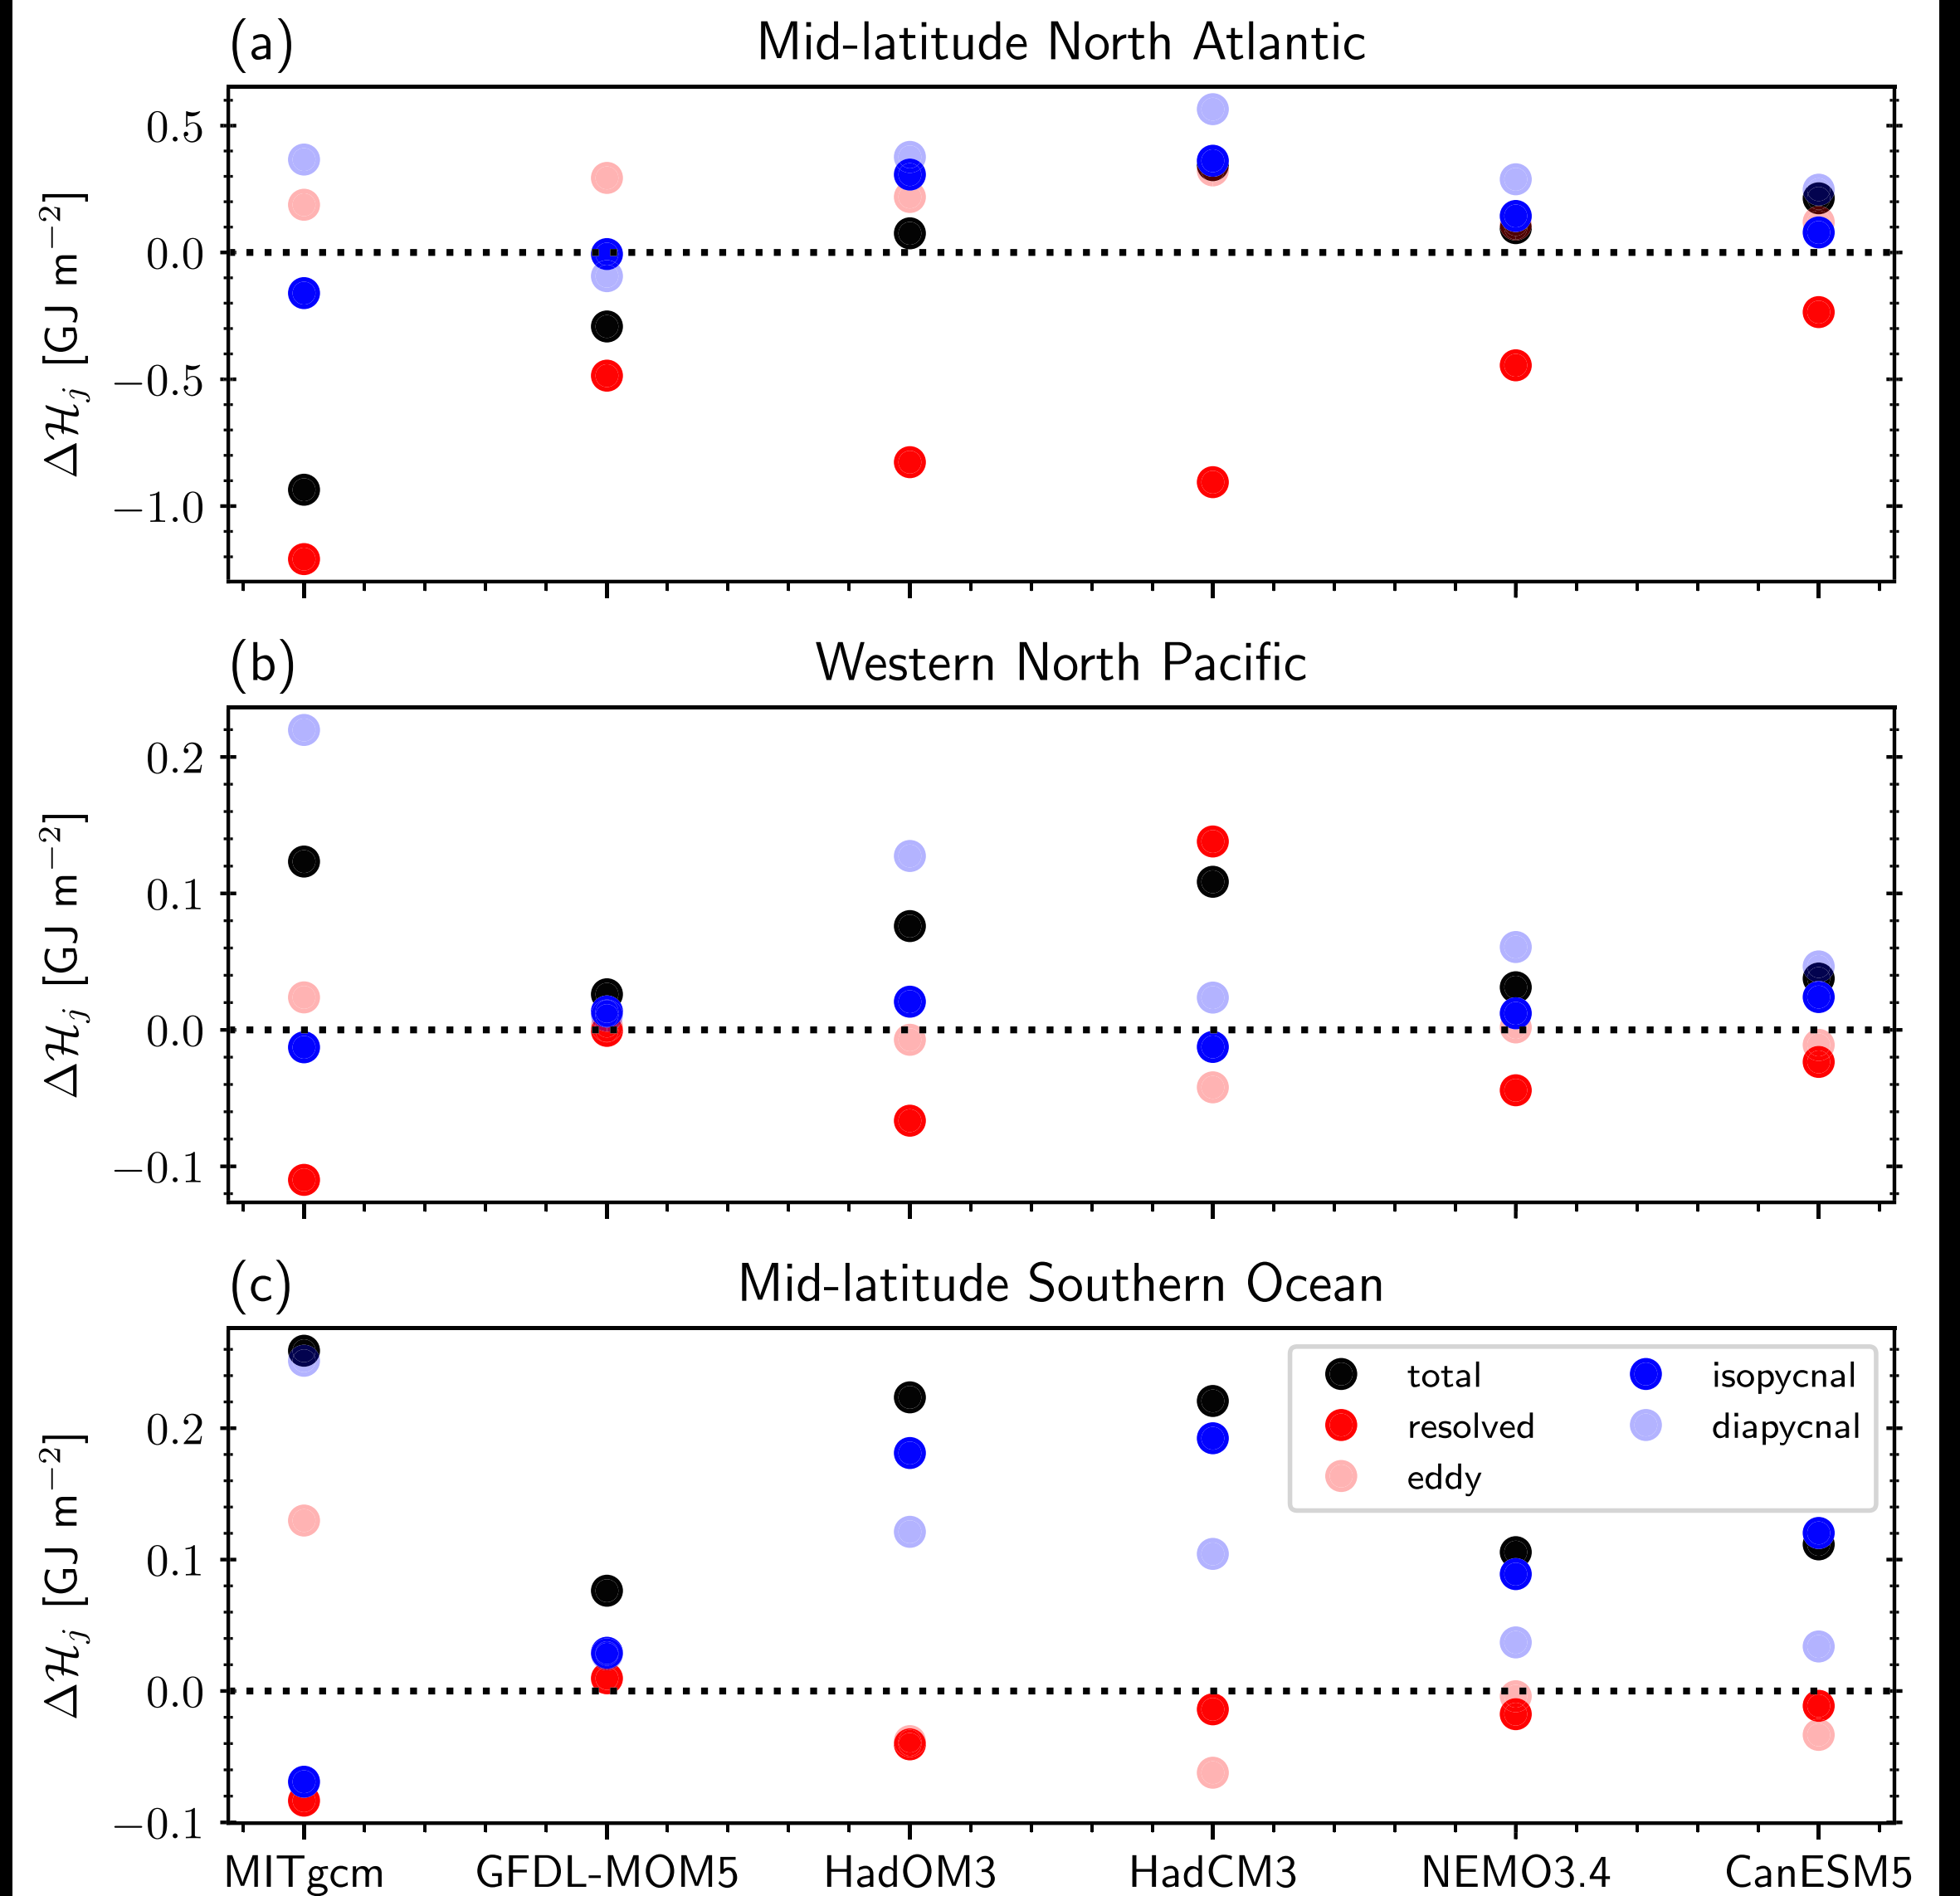 (a) Mid-latitude North Atlantic
0.5
0.0
−0.5
−1.0
Δℋⱼ [GJ m⁻²]
(b) Western North Pacific
0.2
0.1
0.0
−0.1
Δℋⱼ [GJ m⁻²]
(c) Mid-latitude Southern Ocean
0.2
0.1
0.0
−0.1
Δℋⱼ [GJ m⁻²]
total
resolved
eddy
isopycnal
diapycnal
MITgcm GFDL-MOM5 HadOM3 HadCM3 NEMO3.4 CanESM5